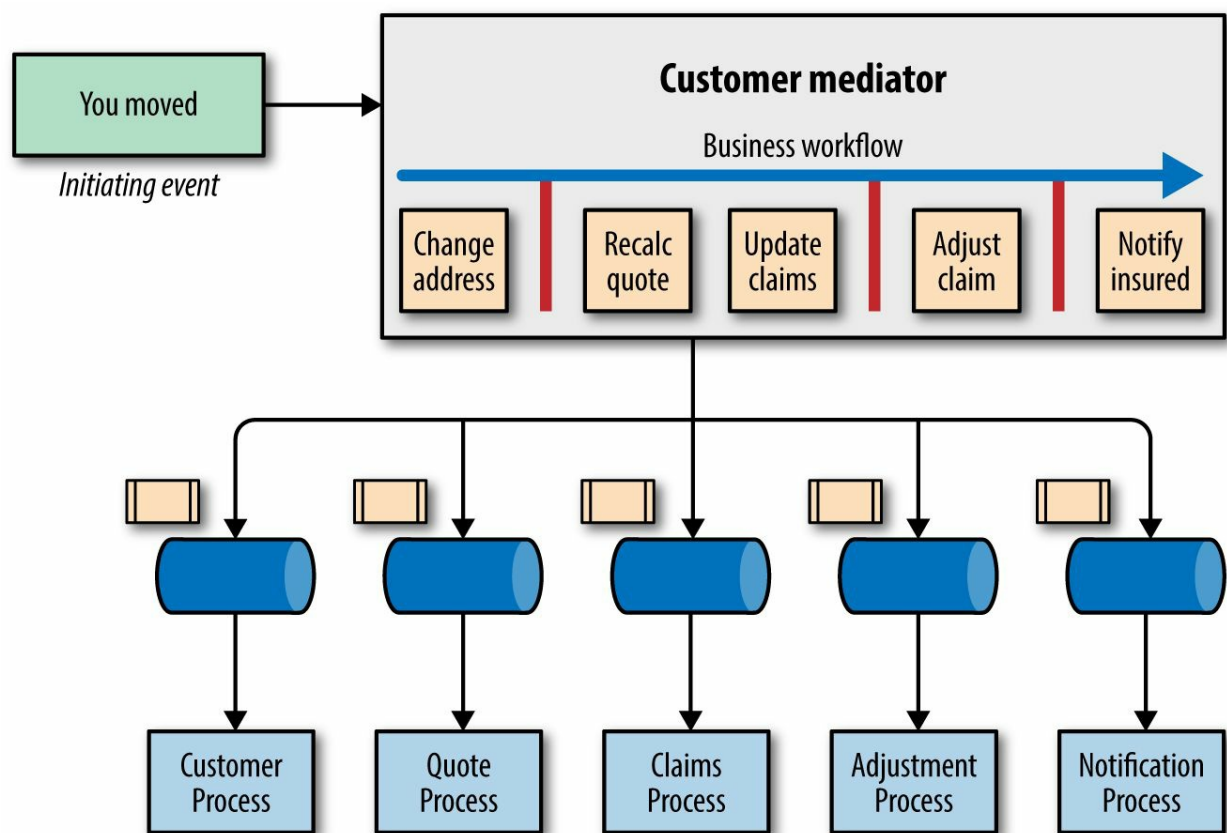 You moved
Initiating event
Customer mediator
Business workflow
Change
address
Recalc
quote
Update
claims
Adjust
claim
Notify
insured
Customer
Process
Quote
Process
Claims
Process
Adjustment
Process
Notification
Process